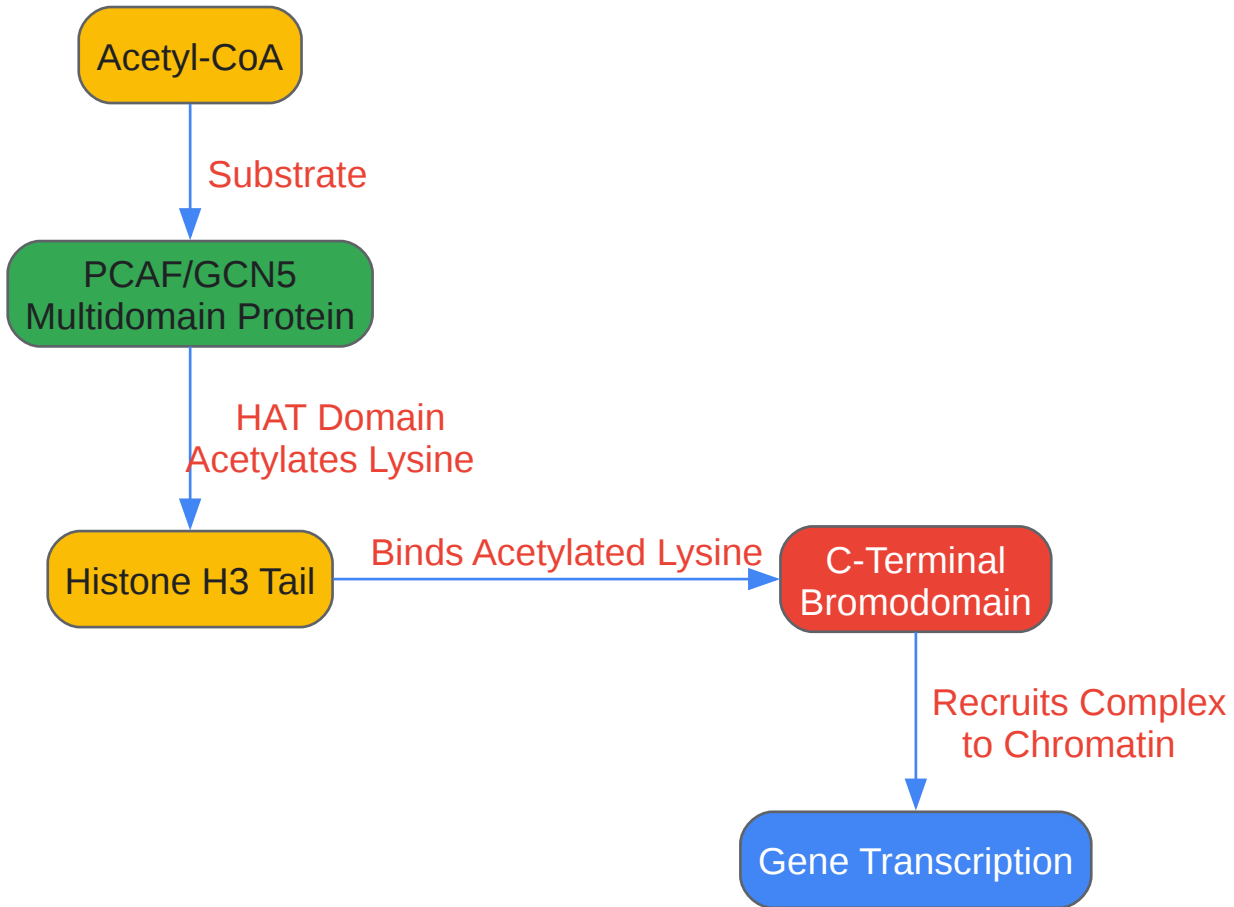 Acetyl-CoA
Substrate
PCAF/GCN5
Multidomain Protein
HAT Domain
Acetylates Lysine
Histone H3 Tail
Binds Acetylated Lysine
C-Terminal
Bromodomain
Recruits Complex
to Chromatin
Gene Transcription